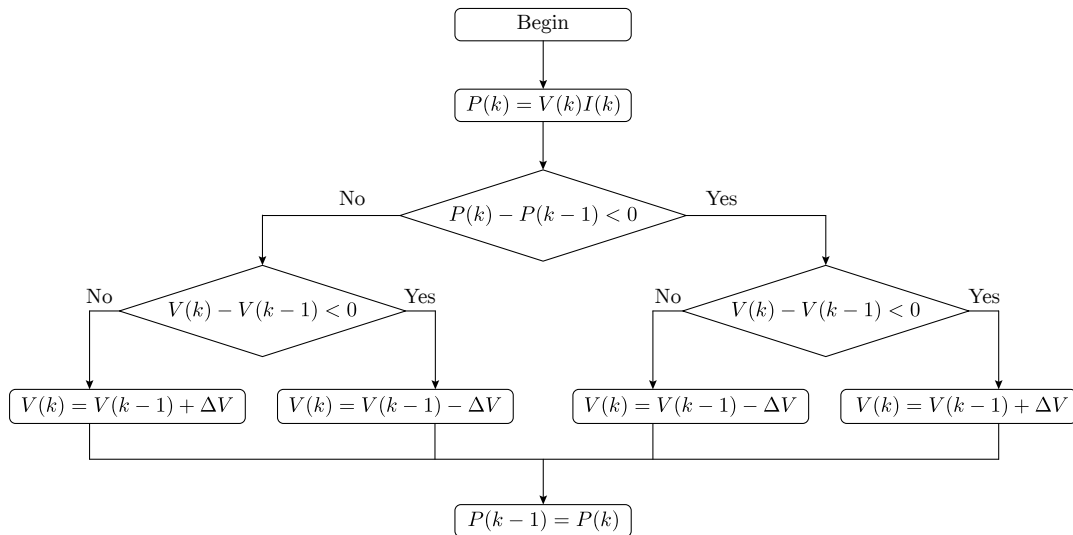 Begin
P(k) = V(k)I(k)
No
Yes
P(k) − P(k − 1) < 0
No
Yes
No
Yes
V(k) − V(k − 1) < 0
V(k) − V(k − 1) < 0
V(k) = V(k − 1) + ΔV
V(k) = V(k − 1) − ΔV
V(k) = V(k − 1) − ΔV
V(k) = V(k − 1) + ΔV
P(k − 1) = P(k)